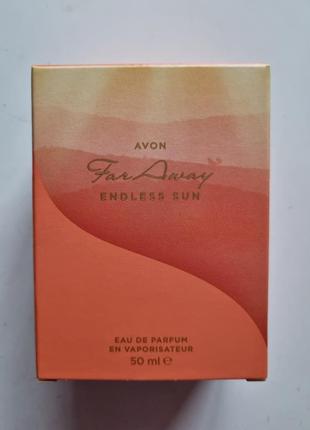 AVON
Far Away
ENDLESS SUN
EAU DE PARFUM
EN VAPORISATEUR
50 ml ℮